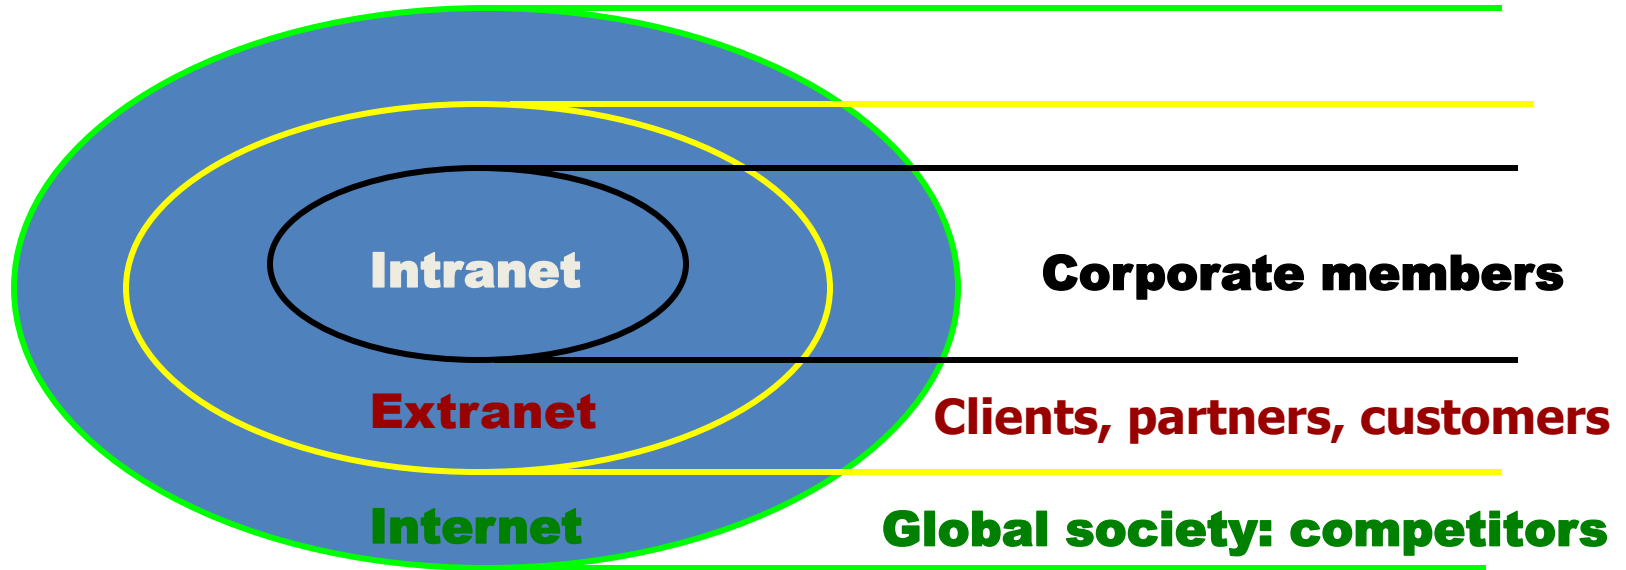 Intranet
Corporate members
Extranet
Clients, partners, customers
Internet
Global society: competitors